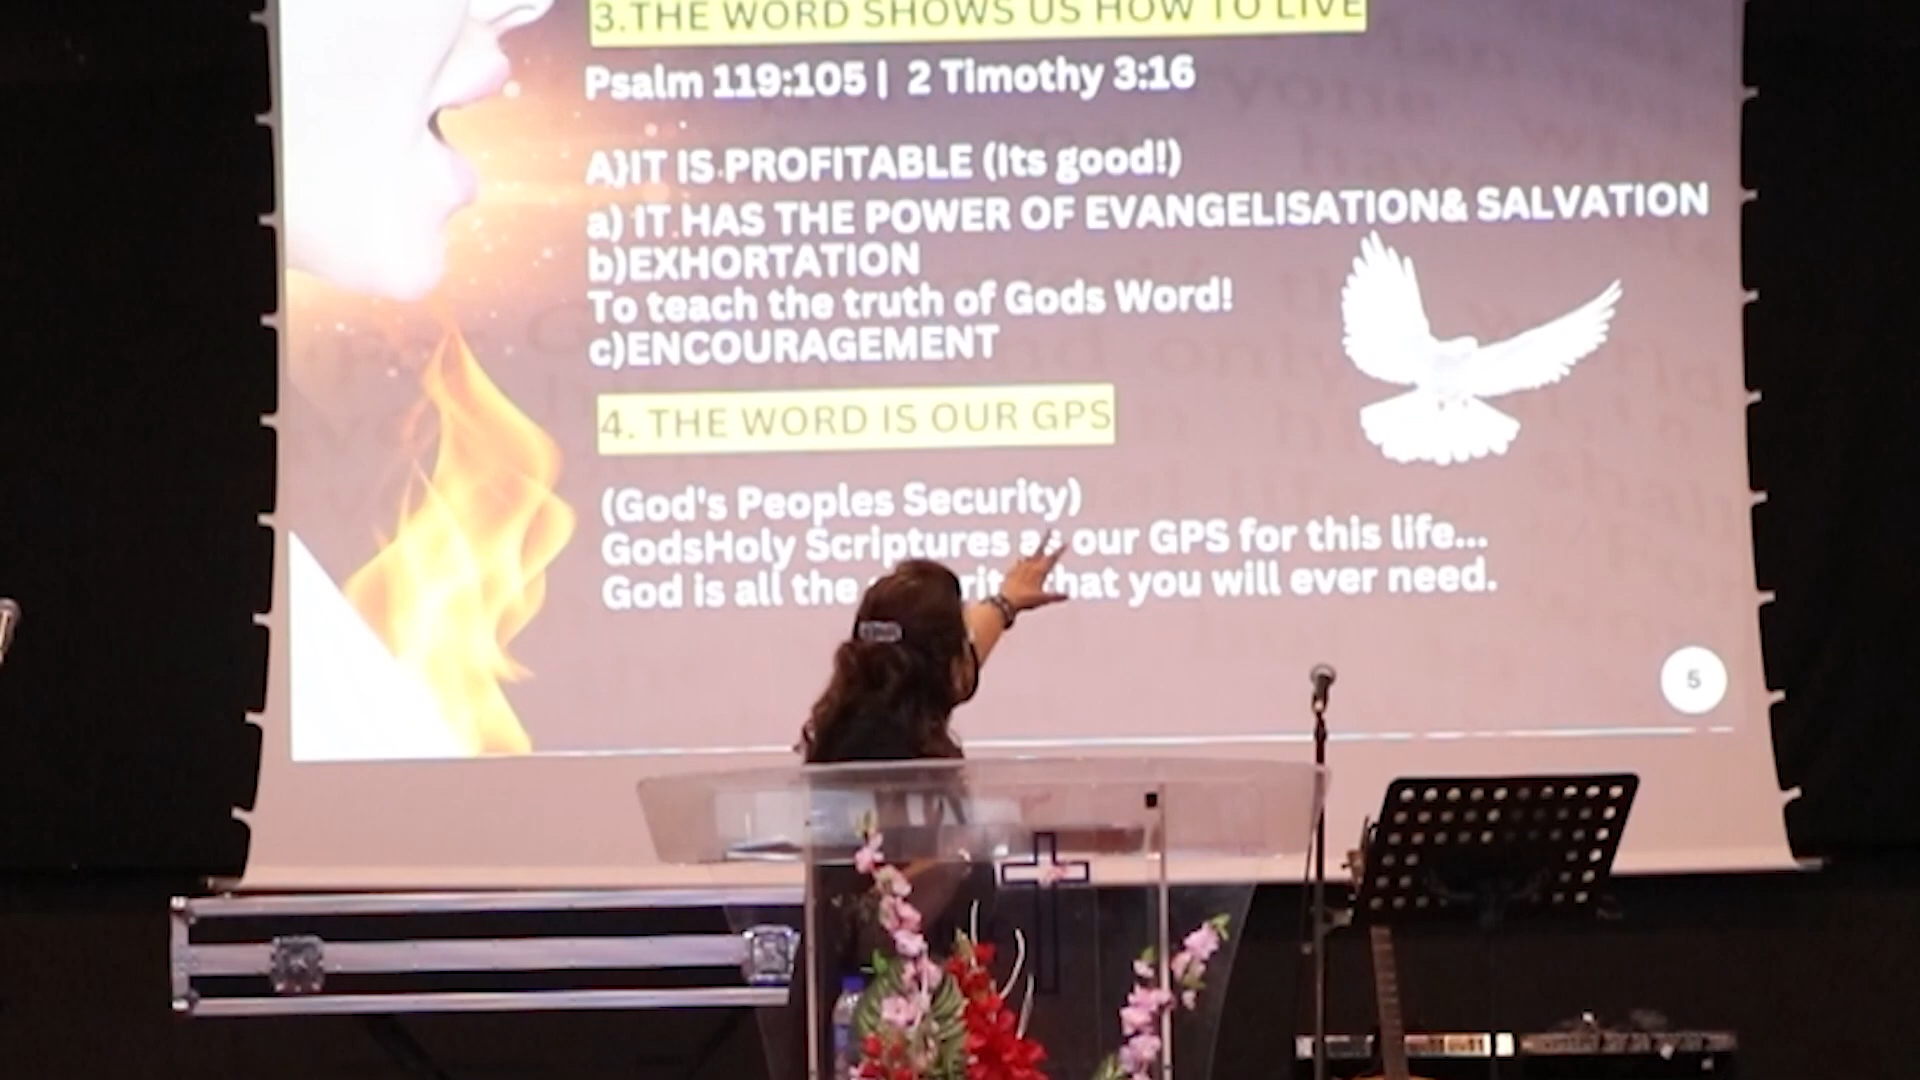 3.THE WORD SHOWS US HOW TO LIVE
Psalm 119:105 | 2 Timothy 3:16
A}IT IS PROFITABLE (its good!)
a) IT HAS THE POWER OF EVANGELISATION& SALVATION
b)EXHORTATION
To teach the truth of Gods Word!
c)ENCOURAGEMENT
4. THE WORD IS OUR GPS
(God's Peoples Security)
GodsHoly Scriptures as our GPS for this life...
God is all the that you will ever need.
5